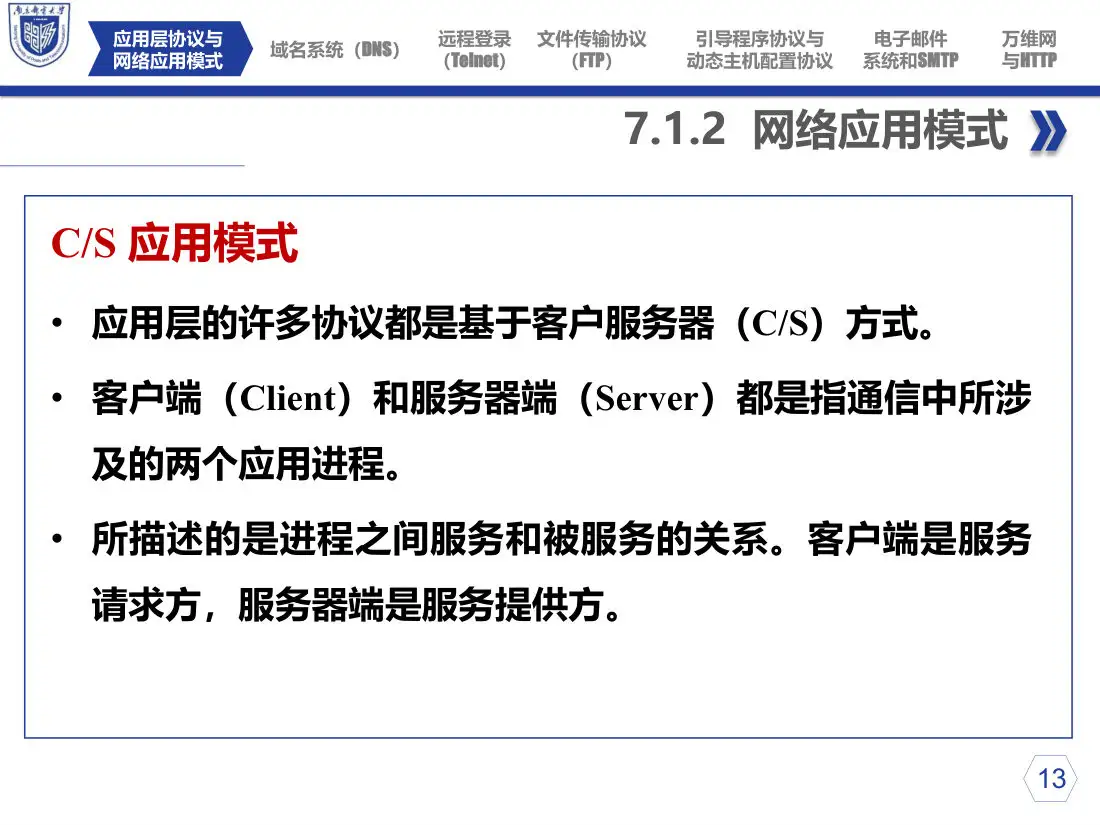 南京邮电大学
应用层协议与
网络应用模式
域名系统（DNS）
远程登录
（Telnet）
文件传输协议
（FTP）
引导程序协议与
动态主机配置协议
电子邮件
系统和SMTP
万维网
与HTTP
7.1.2 网络应用模式
C/S 应用模式
• 应用层的许多协议都是基于客户服务器（C/S）方式。
• 客户端（Client）和服务器端（Server）都是指通信中所涉
及的两个应用进程。
• 所描述的是进程之间服务和被服务的关系。客户端是服务
请求方，服务器端是服务提供方。
13